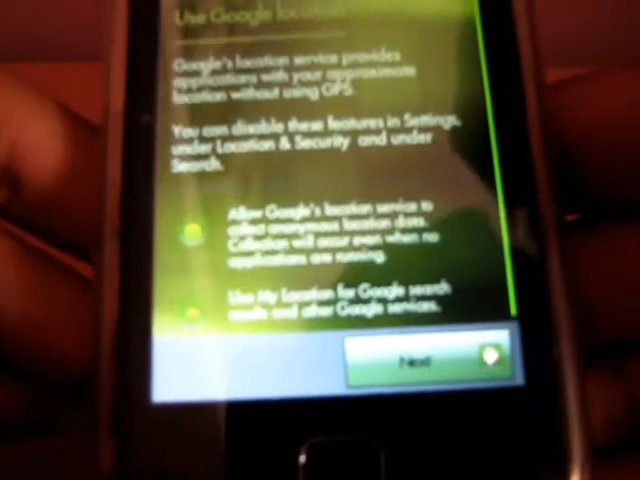 Use Google location
Google's location service provides
applications with your approximate
location without using GPS.
You can disable these features in Settings,
under Location & Security and under
Search.
Allow Google's location service to
collect anonymous location data.
Collection will occur even when no
applications are running.
Use My Location for Google search
results and other Google services.
Next